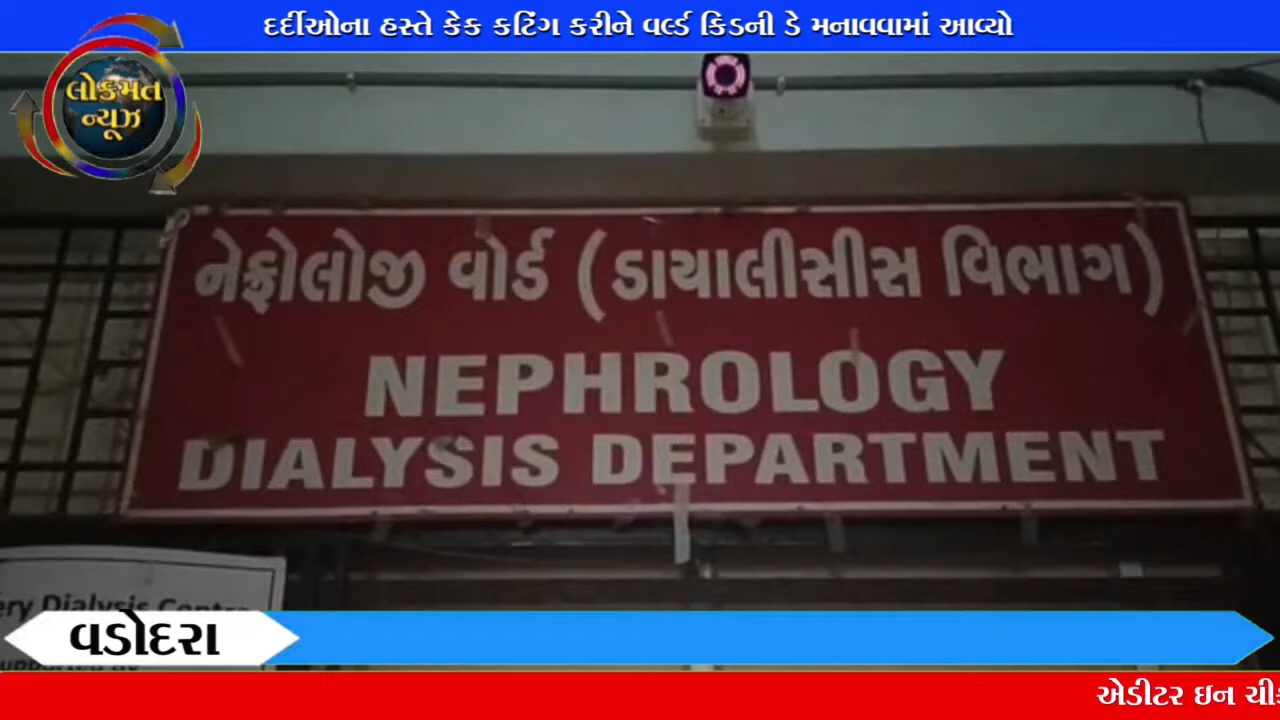 દર્દીઓના હસ્તે કેક કટિંગ કરીને વર્લ્ડ કિડની ડે મનાવવામાં આવ્યો
લોકમત
ન્યૂઝ
નેફ્રોલોજી વોર્ડ (ડાયાલીસીસ વિભાગ)
NEPHROLOGY
DIALYSIS DEPARTMENT
Dialysis
વડોદરા
એડીટર ઇન